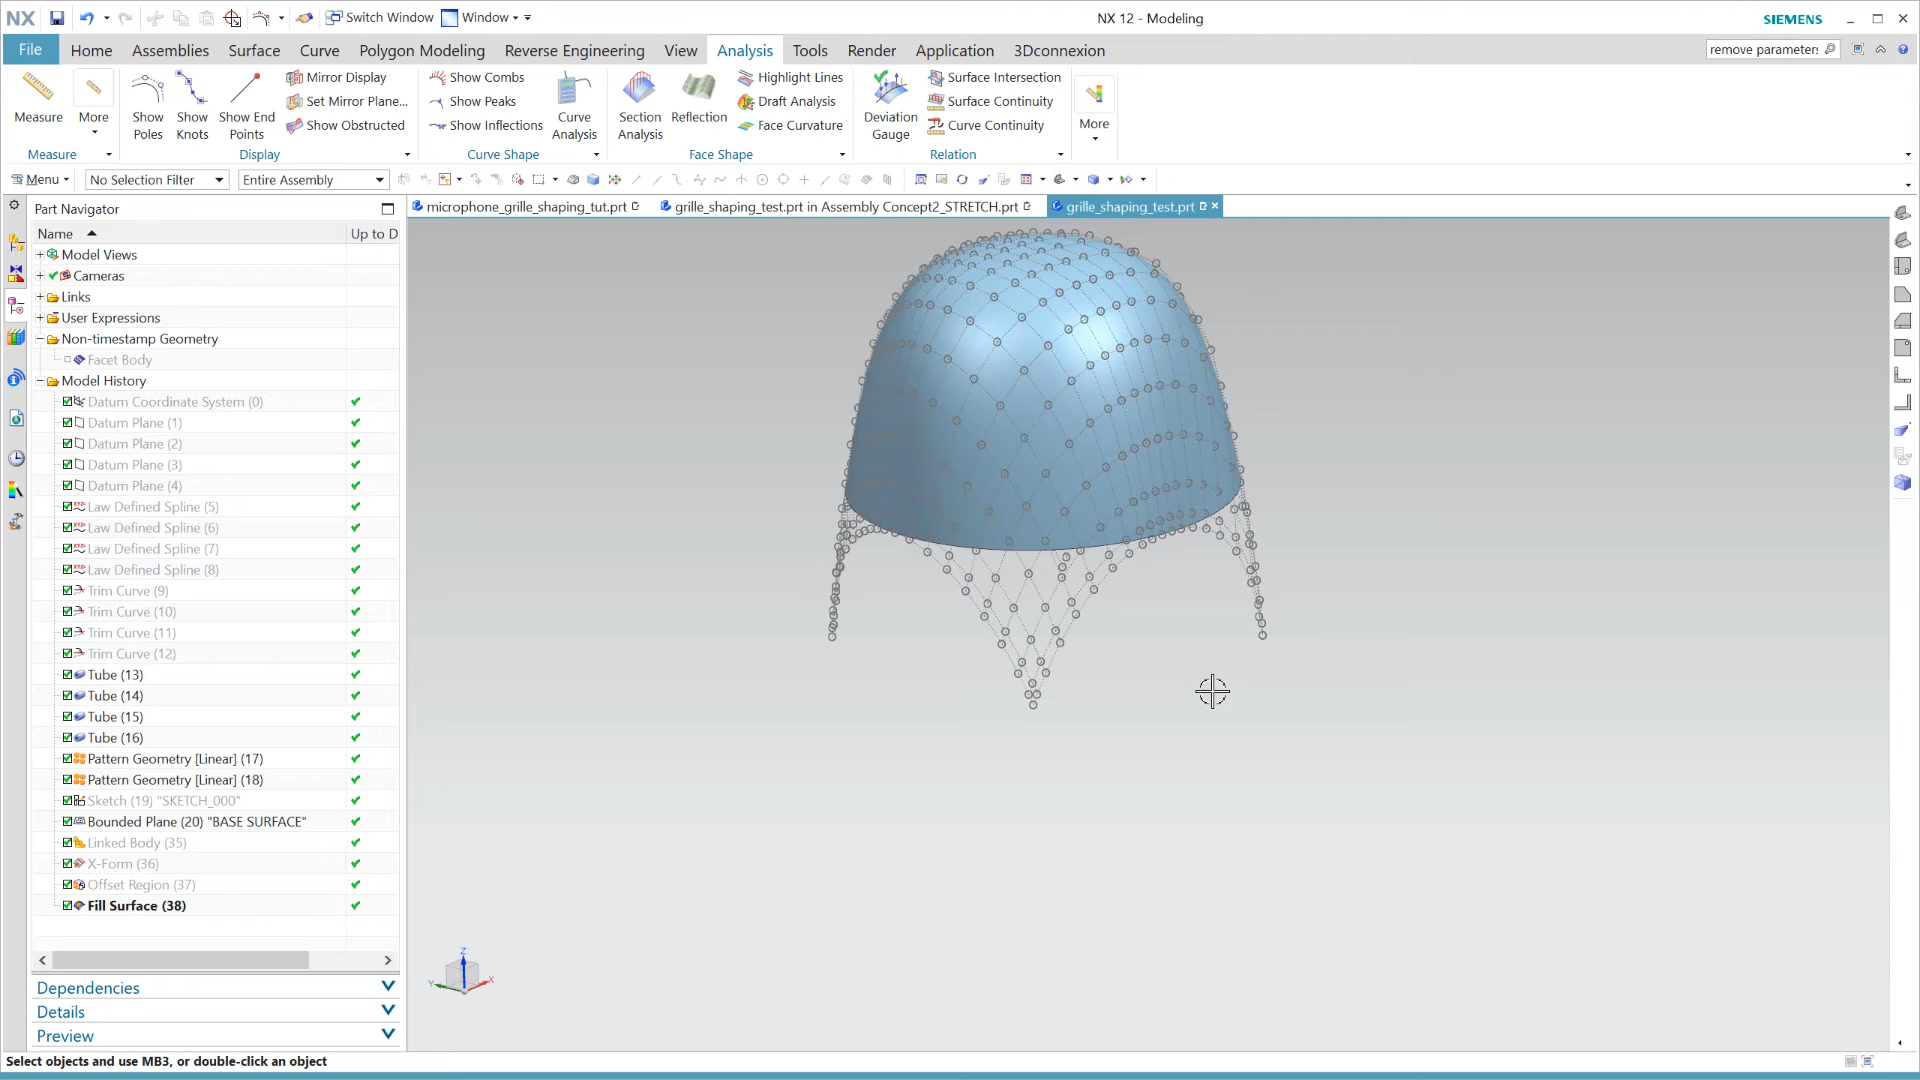 NX Switch Window Window NX 12 - Modeling SIEMENS
File Home Assemblies Surface Curve Polygon Modeling Reverse Engineering View Analysis Tools Render Application 3Dconnexion remove parameters
Measure
More
Show Poles
Show Knots
Show End Points
Mirror Display
Set Mirror Plane...
Show Obstructed
Show Combs
Show Peaks
Show Inflections
Curve Analysis
Section Analysis
Reflection
Highlight Lines
Draft Analysis
Face Curvature
Deviation Gauge
Surface Intersection
Surface Continuity
Curve Continuity
More
Measure Display Curve Shape Face Shape Relation
Menu No Selection Filter Entire Assembly
Part Navigator
microphone_grille_shaping_tut.prt grille_shaping_test.prt in Assembly Concept2_STRETCH.prt grille_shaping_test.prt
Name Up to D
Model Views
Cameras
Links
User Expressions
Non-timestamp Geometry
Facet Body
Model History
Datum Coordinate System (0)
Datum Plane (1)
Datum Plane (2)
Datum Plane (3)
Datum Plane (4)
Law Defined Spline (5)
Law Defined Spline (6)
Law Defined Spline (7)
Law Defined Spline (8)
Trim Curve (9)
Trim Curve (10)
Trim Curve (11)
Trim Curve (12)
Tube (13)
Tube (14)
Tube (15)
Tube (16)
Pattern Geometry [Linear] (17)
Pattern Geometry [Linear] (18)
Sketch (19) "SKETCH_000"
Bounded Plane (20) "BASE SURFACE"
Linked Body (35)
X-Form (36)
Offset Region (37)
Fill Surface (38)
Z
Y
X
Dependencies
Details
Preview
Select objects and use MB3, or double-click an object